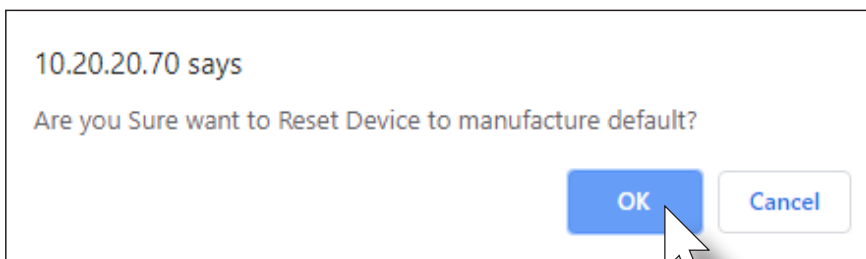 10.20.20.70 says
Are you Sure want to Reset Device to manufacture default?
OK Cancel